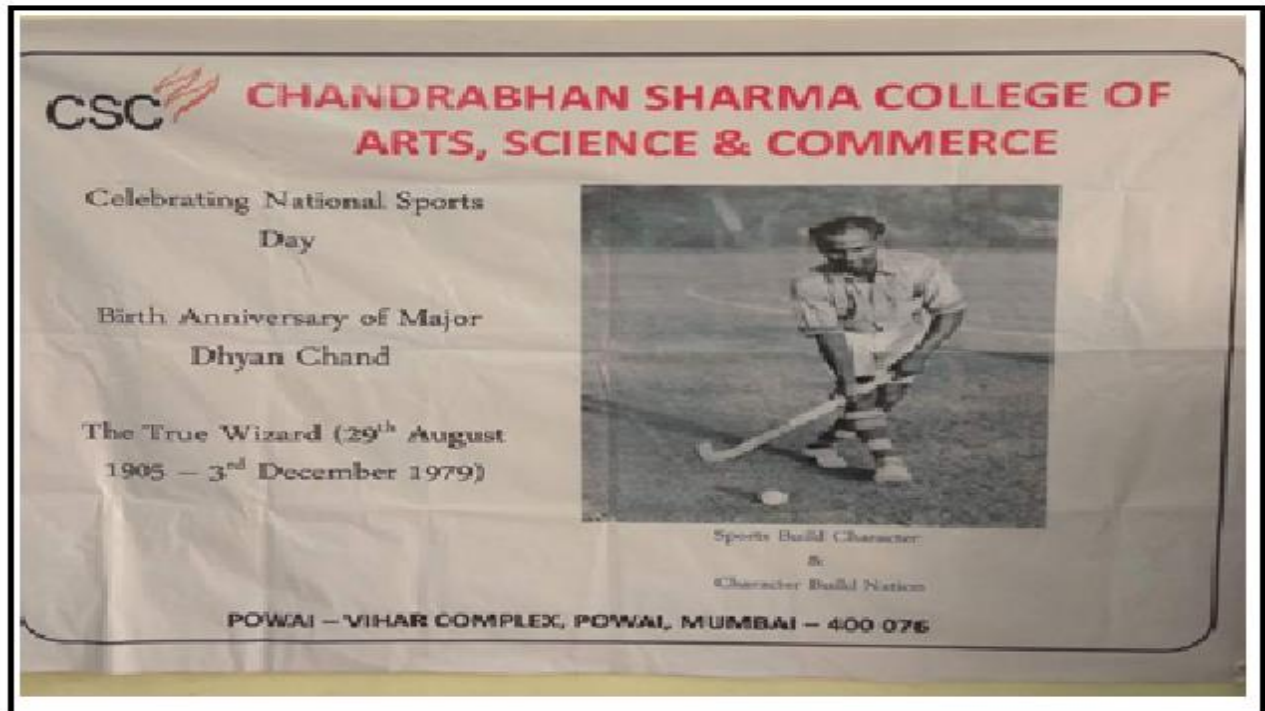 CSC
CHANDRABHAN SHARMA COLLEGE OF
ARTS, SCIENCE & COMMERCE
Celebrating National Sports
Day
Birth Anniversary of Major
Dhyan Chand
The True Wizard (29th August
1905 – 3rd December 1979)
Sports Build Character
&
Character Build Nation
POWAI – VIHAR COMPLEX, POWAI, MUMBAI – 400 076